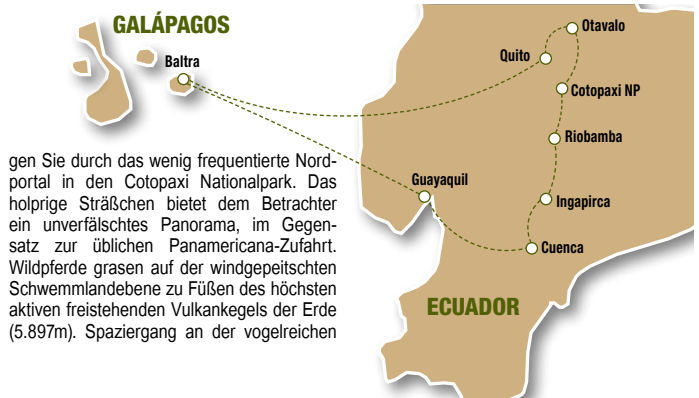 GALÁPAGOS
Baltra
Otavalo
Quito
Cotopaxi NP
Riobamba
Guayaquil
Ingapirca
Cuenca
ECUADOR
gen Sie durch das wenig frequentierte Nord-
portal in den Cotopaxi Nationalpark. Das
holprige Sträßchen bietet dem Betrachter
ein unverfälschtes Panorama, im Gegen-
satz zur üblichen Panamericana-Zufahrt.
Wildpferde grasen auf der windgepeitschten
Schwemmlandebene zu Füßen des höchsten
aktiven freistehenden Vulkankegels der Erde
(5.897m). Spaziergang an der vogelreichen